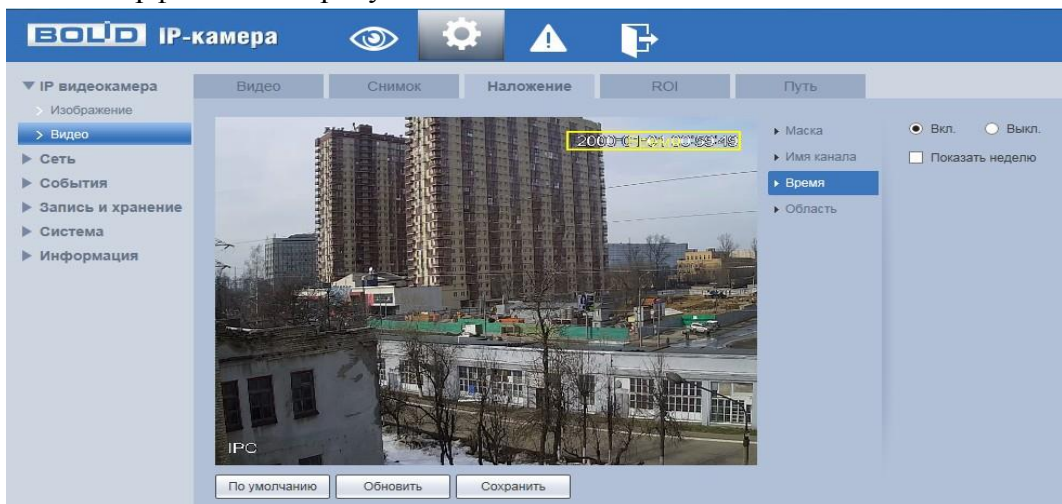 BOLID IP-камера
IP видеокамера
Изображение
Видео
Сеть
События
Запись и хранение
Система
Информация
Видео
Снимок
Наложение
ROI
Путь
IPC
Маска
Имя канала
Время
Область
Вкл.
Выкл.
Показать неделю
По умолчанию
Обновить
Сохранить